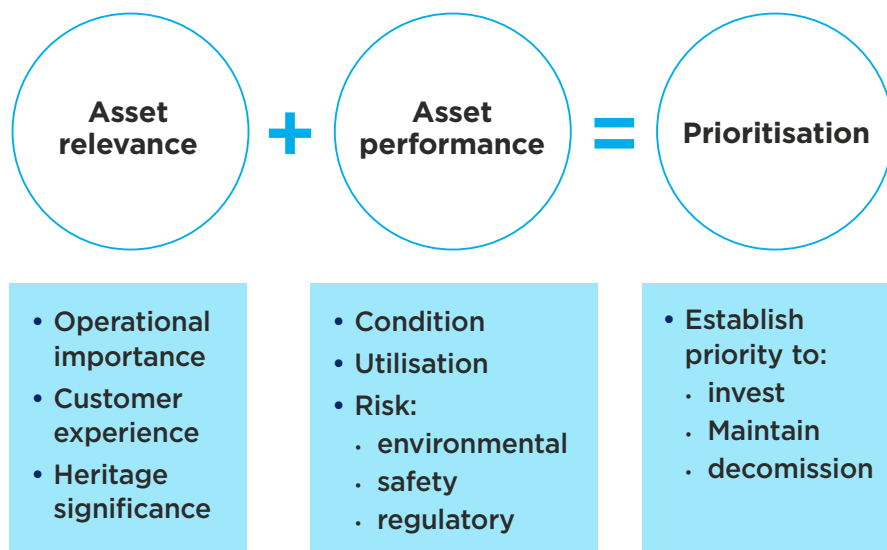 Asset
relevance
+
Asset
performance
=
Prioritisation
• Operational
importance
• Customer
experience
• Heritage
significance
• Condition
• Utilisation
• Risk:
• environmental
• safety
• regulatory
• Establish
priority to:
• invest
• Maintain
• decomission